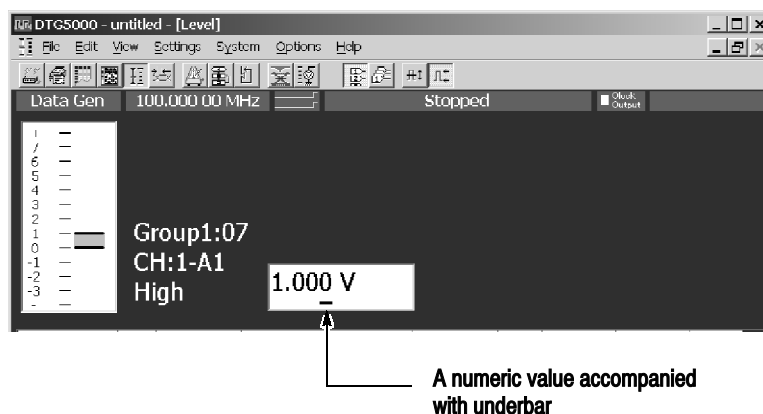 DTG5000 - untitled - [Level]
File Edit View Settings System Options Help
Data Gen 100.000 00 MHz Stopped Clock Output
7
6
5
4
3
2
1
0
-1
-2
-3
Group1:07
CH:1-A1
High
1.000 V
A numeric value accompanied
with underbar